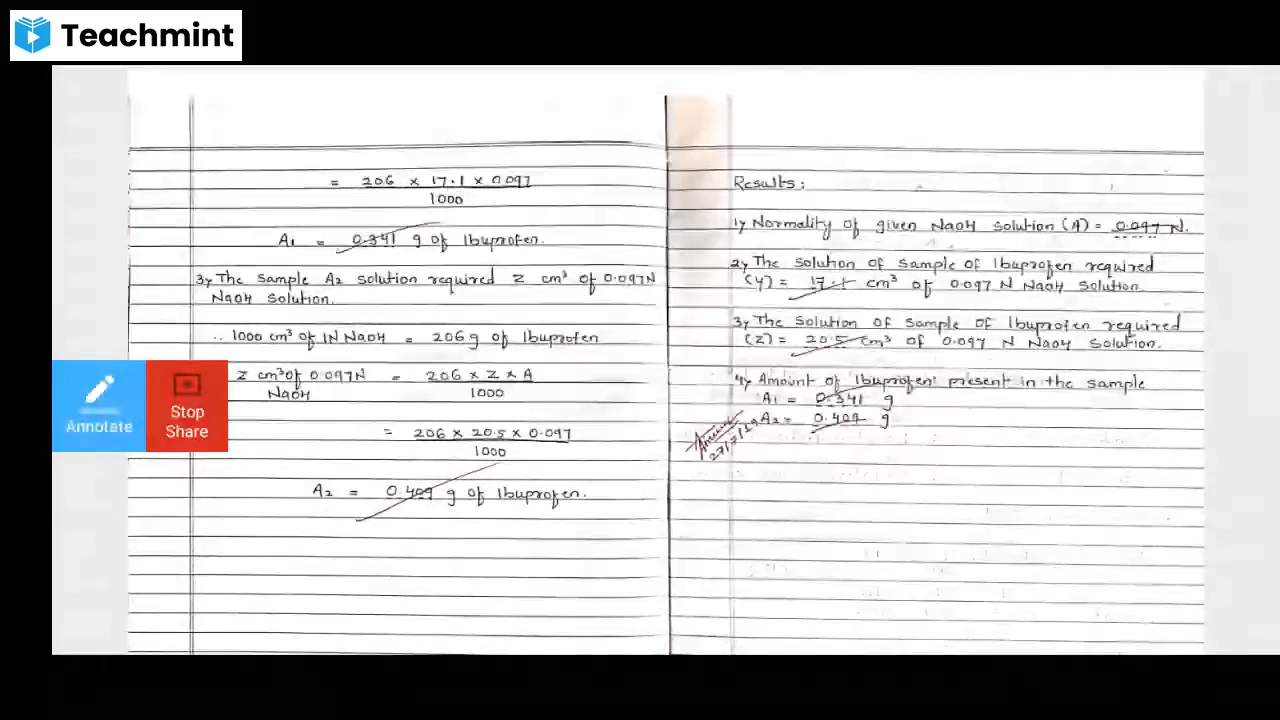 Teachmint
= 206 × 17.1 × 0.097
1000
A1 = 0.341 g of Ibuprofen.
3) The sample A2 solution required Z cm³ of 0.097N
NaOH solution.
∴ 1000 cm³ of 1N NaOH = 206 g of Ibuprofen
Z cm³ of 0.097N = 206 × Z × A
NaOH 1000
= 206 × 20.5 × 0.097
1000
A2 = 0.409 g of Ibuprofen.
Annotate
Stop
Share
Results:
1) Normality of given NaOH solution (A) = 0.097 N.
2) The solution of sample of Ibuprofen required
(Y) = 17.1 cm³ of 0.097 N NaOH solution.
3) The solution of sample of Ibuprofen required
(Z) = 20.5 cm³ of 0.097 N NaOH solution.
4) Amount of Ibuprofen present in the sample
A1 = 0.341 g
A2 = 0.409 g
27/7/19